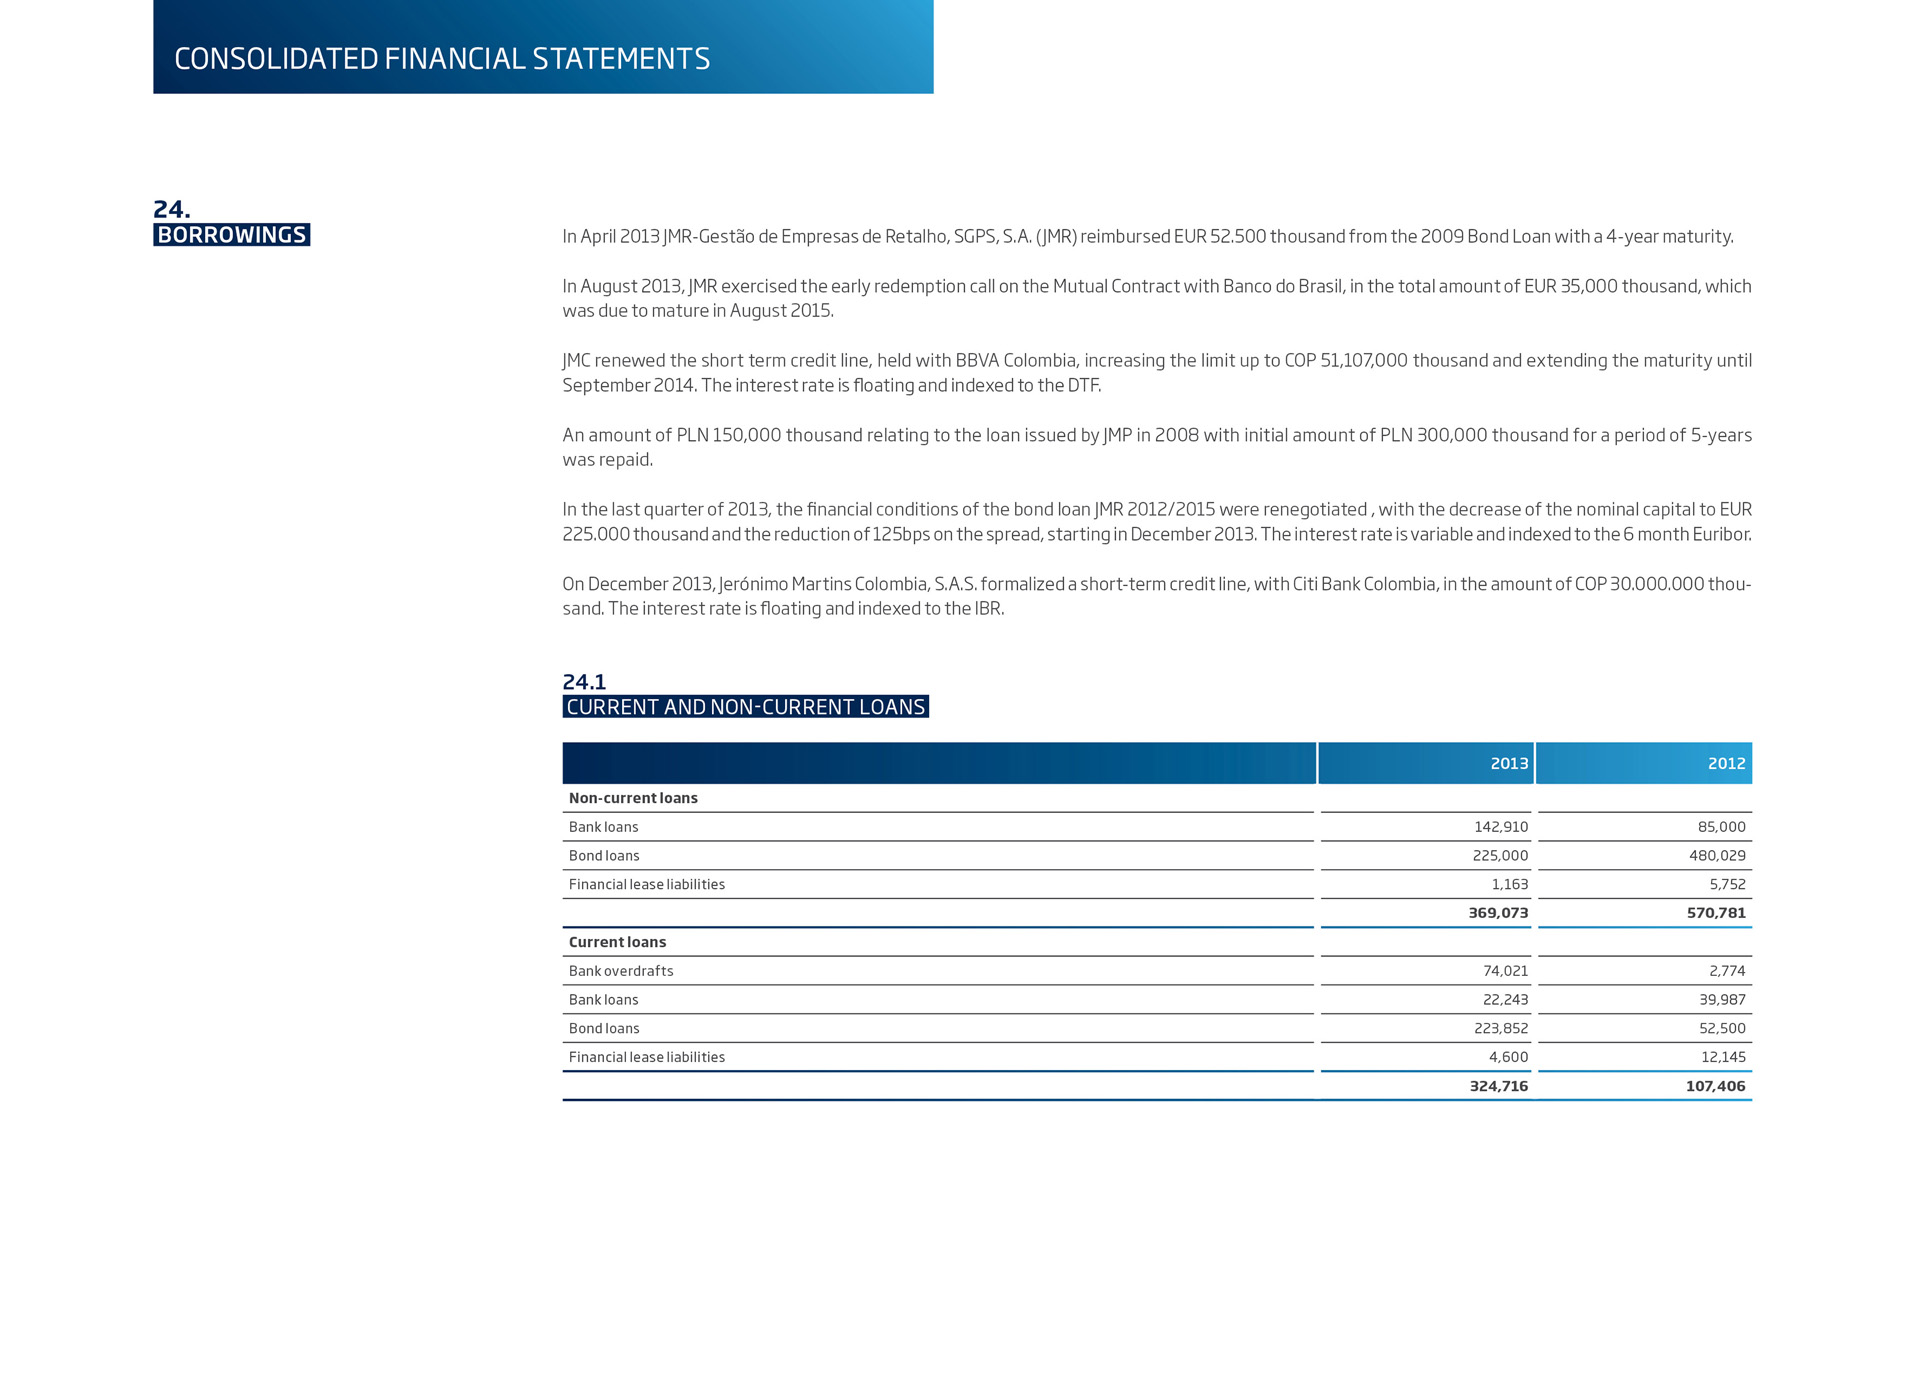 CONSOLIDATED FINANCIAL STATEMENTS
24.
BORROWINGS
In April 2013 JMR-Gestão de Empresas de Retalho, SGPS, S.A. (JMR) reimbursed EUR 52.500 thousand from the 2009 Bond Loan with a 4-year maturity.
In August 2013, JMR exercised the early redemption call on the Mutual Contract with Banco do Brasil, in the total amount of EUR 35,000 thousand, which
was due to mature in August 2015.
JMC renewed the short term credit line, held with BBVA Colombia, increasing the limit up to COP 51,107,000 thousand and extending the maturity until
September 2014. The interest rate is floating and indexed to the DTF.
An amount of PLN 150,000 thousand relating to the loan issued by JMP in 2008 with initial amount of PLN 300,000 thousand for a period of 5-years
was repaid.
In the last quarter of 2013, the financial conditions of the bond loan JMR 2012/2015 were renegotiated , with the decrease of the nominal capital to EUR
225.000 thousand and the reduction of 125bps on the spread, starting in December 2013. The interest rate is variable and indexed to the 6 month Euribor.
On December 2013, Jerónimo Martins Colombia, S.A.S. formalized a short-term credit line, with Citi Bank Colombia, in the amount of COP 30.000.000 thou-
sand. The interest rate is floating and indexed to the IBR.
24.1
CURRENT AND NON-CURRENT LOANS
2013 2012
Non-current loans
Bank loans 142,910 85,000
Bond loans 225,000 480,029
Financial lease liabilities 1,163 5,752
369,073 570,781
Current loans
Bank overdrafts 74,021 2,774
Bank loans 22,243 39,987
Bond loans 223,852 52,500
Financial lease liabilities 4,600 12,145
324,716 107,406